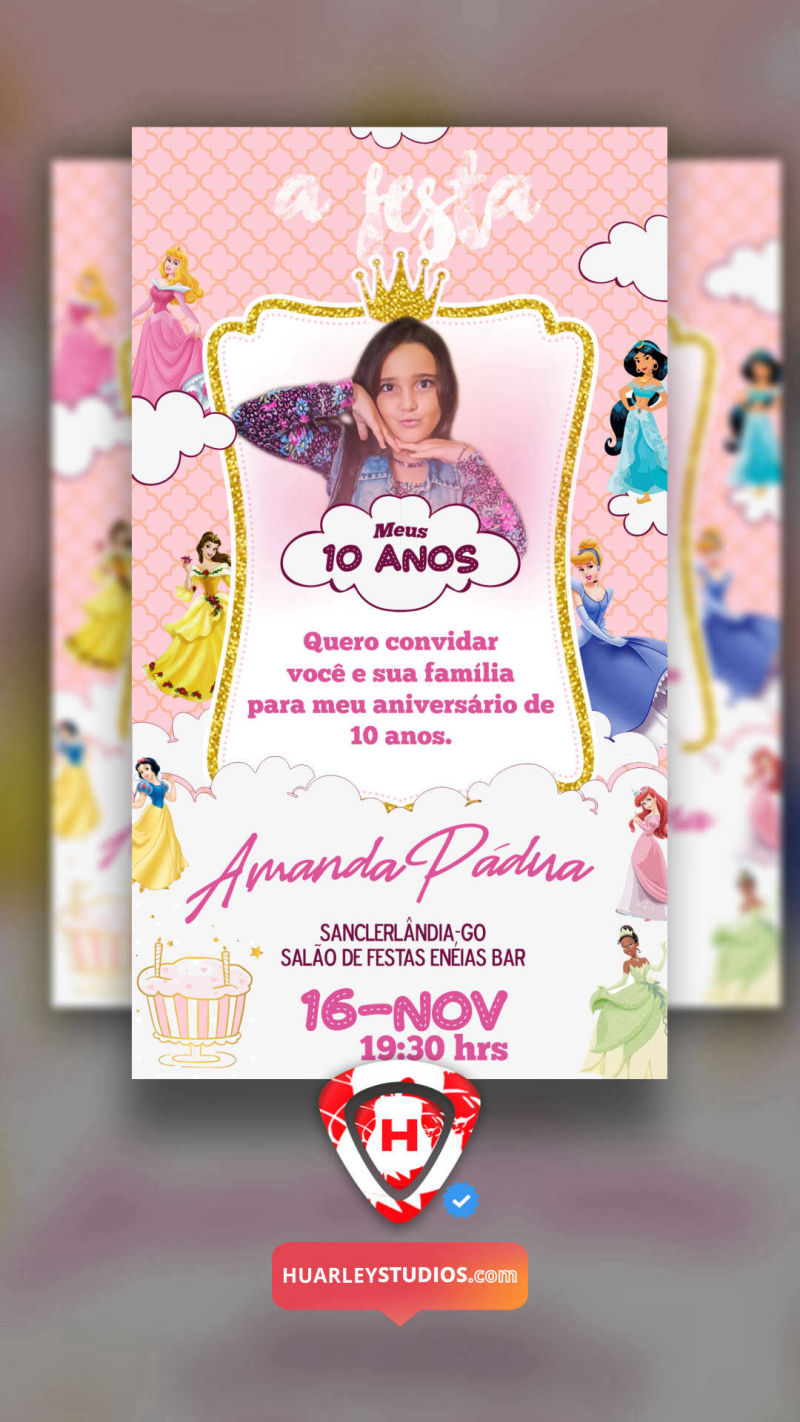 a festa
Meus
10 ANOS
Quero convidar
você e sua família
para meu aniversário de
10 anos.
Amanda Pádua
SANCLERLÂNDIA-GO
SALÃO DE FESTAS ENÉIAS BAR
16-NOV
19:30 hrs
H
HUARLEYSTUDIOS.com